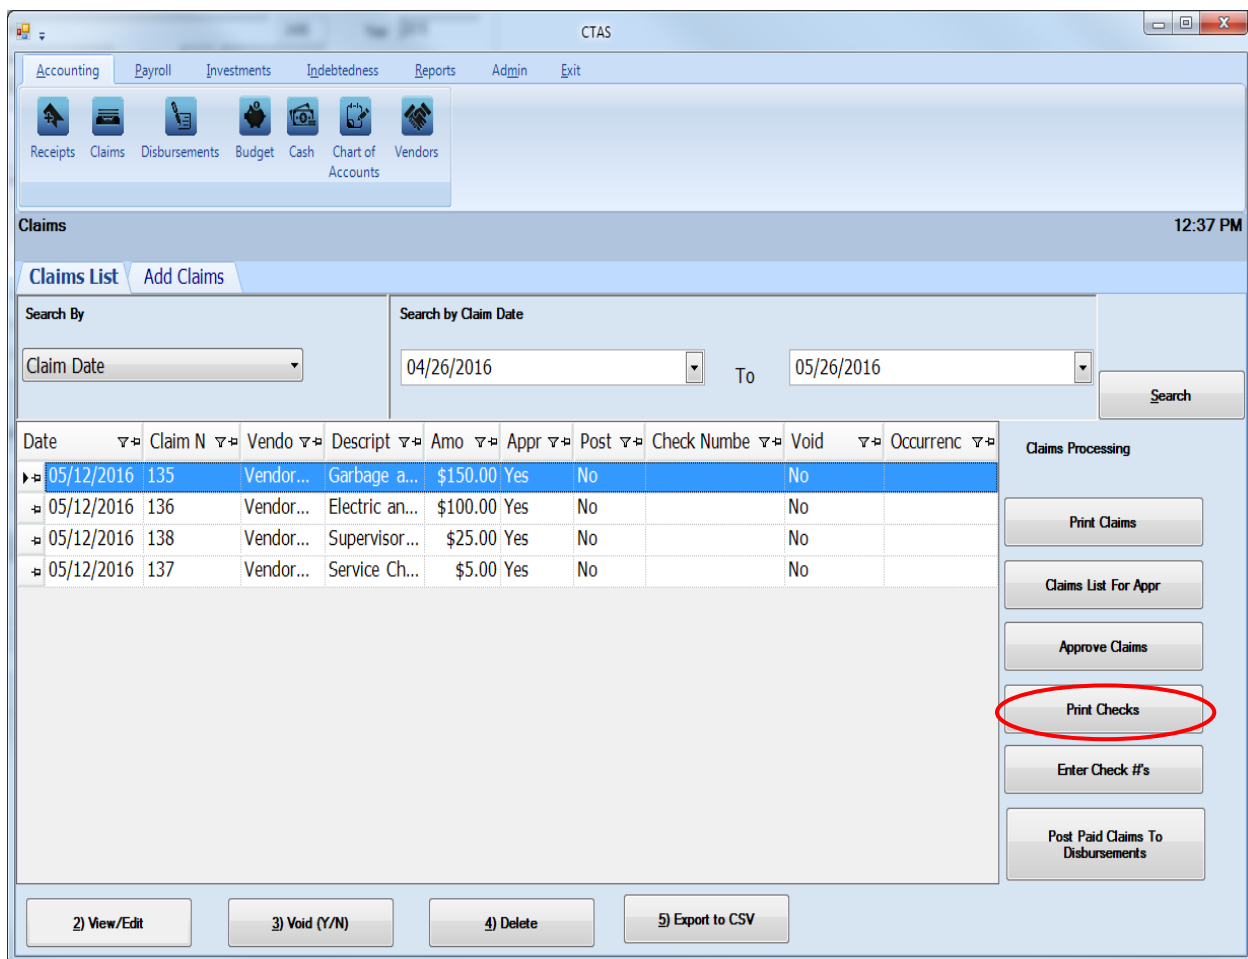 CTAS
Accounting Payroll Investments Indebtedness Reports Admin Exit
Receipts Claims Disbursements Budget Cash Chart of Accounts Vendors
Claims 12:37 PM
Claims List Add Claims
Search By Search by Claim Date
Claim Date 04/26/2016 To 05/26/2016
Search
Date Claim N Vendo Descript Amo Appr Post Check Numbe Void Occurrenc
05/12/2016 135 Vendor... Garbage a... $150.00 Yes No No
05/12/2016 136 Vendor... Electric an... $100.00 Yes No No
05/12/2016 138 Vendor... Supervisor... $25.00 Yes No No
05/12/2016 137 Vendor... Service Ch... $5.00 Yes No No
Claims Processing
Print Claims
Claims List For Appr
Approve Claims
Print Checks
Enter Check #'s
Post Paid Claims To
Disbursements
2) View/Edit 3) Void (Y/N) 4) Delete 5) Export to CSV